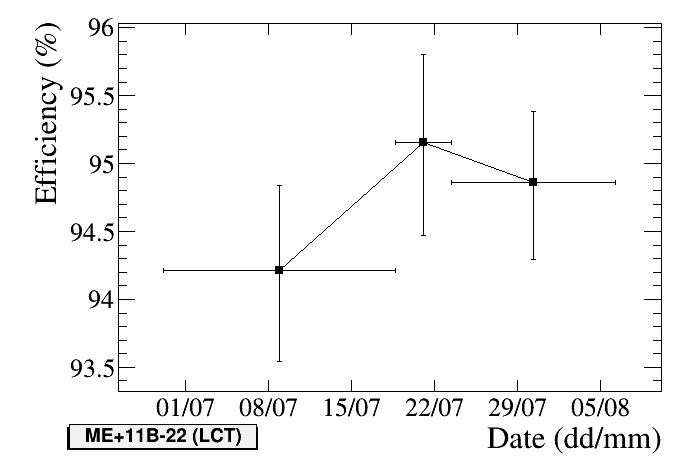 Efficiency (%)
96
95.5
95
94.5
94
93.5
01/07 08/07 15/07 22/07 29/07 05/08
ME+11B-22 (LCT)
Date (dd/mm)